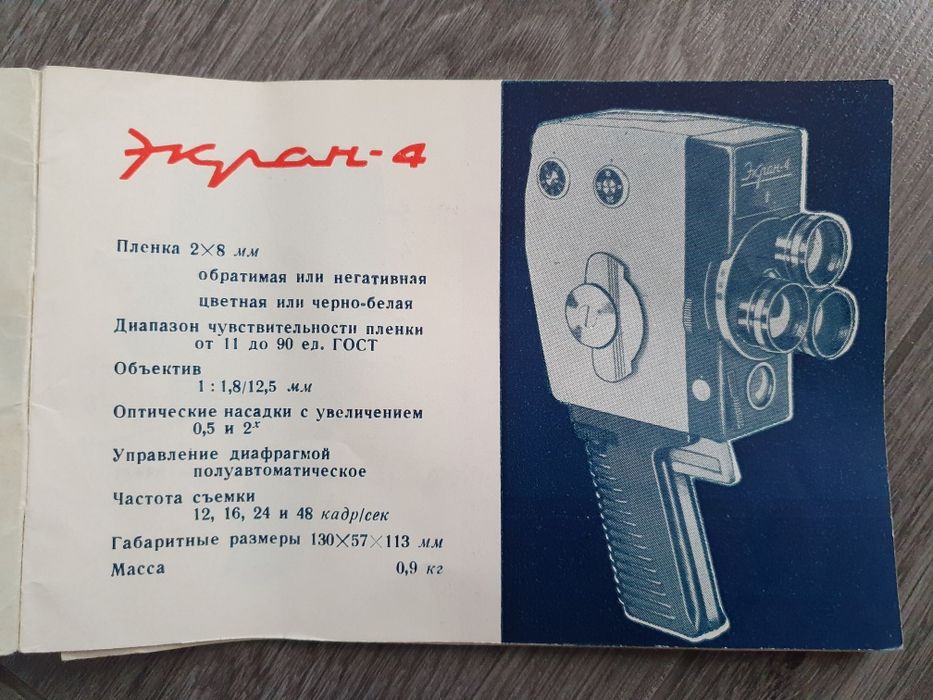 Экран-4
Пленка 2×8 мм
обратимая или негативная
цветная или черно-белая
Диапазон чувствительности пленки
от 11 до 90 ед. ГОСТ
Объектив
1 : 1,8/12,5 мм
Оптические насадки с увеличением
0,5 и 2ˣ
Управление диафрагмой
полуавтоматическое
Частота съемки
12, 16, 24 и 48 кадр/сек
Габаритные размеры 130×57×113 мм
Масса 0,9 кг
Экран-4